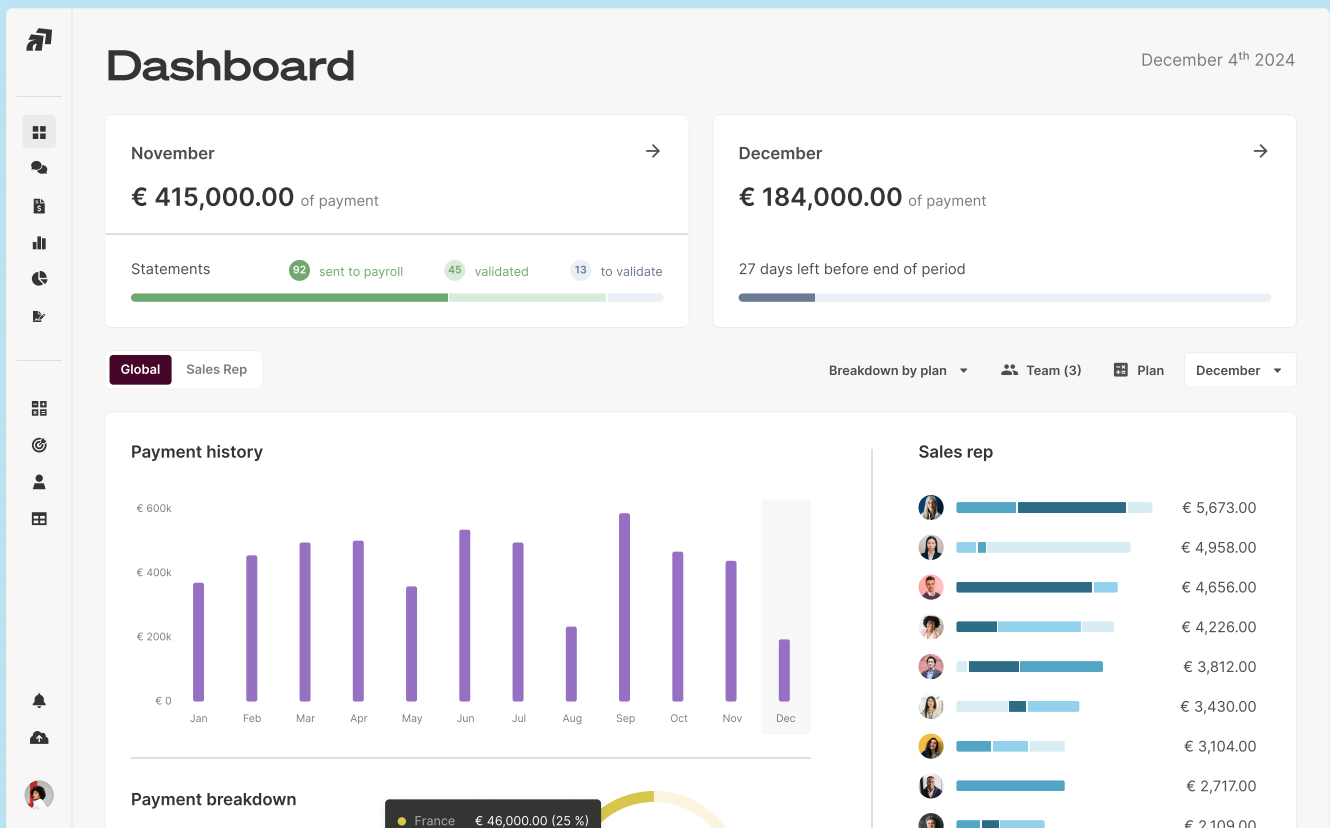 Dashboard
December 4th 2024
November
€ 415,000.00 of payment
Statements
92 sent to payroll
45 validated
13 to validate
December
€ 184,000.00 of payment
27 days left before end of period
Global
Sales Rep
Breakdown by plan
Team (3)
Plan
December
Payment history
€ 600k
€ 400k
€ 200k
€ 0
Jan Feb Mar Apr May Jun Jul Aug Sep Oct Nov Dec
Sales rep
€ 5,673.00
€ 4,958.00
€ 4,656.00
€ 4,226.00
€ 3,812.00
€ 3,430.00
€ 3,104.00
€ 2,717.00
€ 2,109.00
Payment breakdown
France € 46,000.00 (25 %)